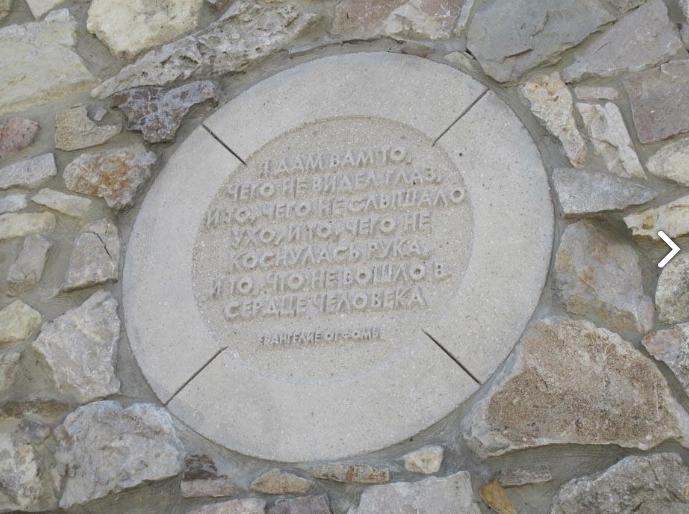 Я ДАМ ВАМ ТО,
ЧЕГО НЕ ВИДЕЛ ГЛАЗ,
И ТО, ЧЕГО НЕ СЛЫШАЛО
УХО, И ТО, ЧЕГО НЕ
КОСНУЛАСЬ РУКА,
И ТО, ЧТО НЕ ВОШЛО В
СЕРДЦЕ ЧЕЛОВЕКА
ЕВАНГЕЛИЕ ОТ ФОМЫ